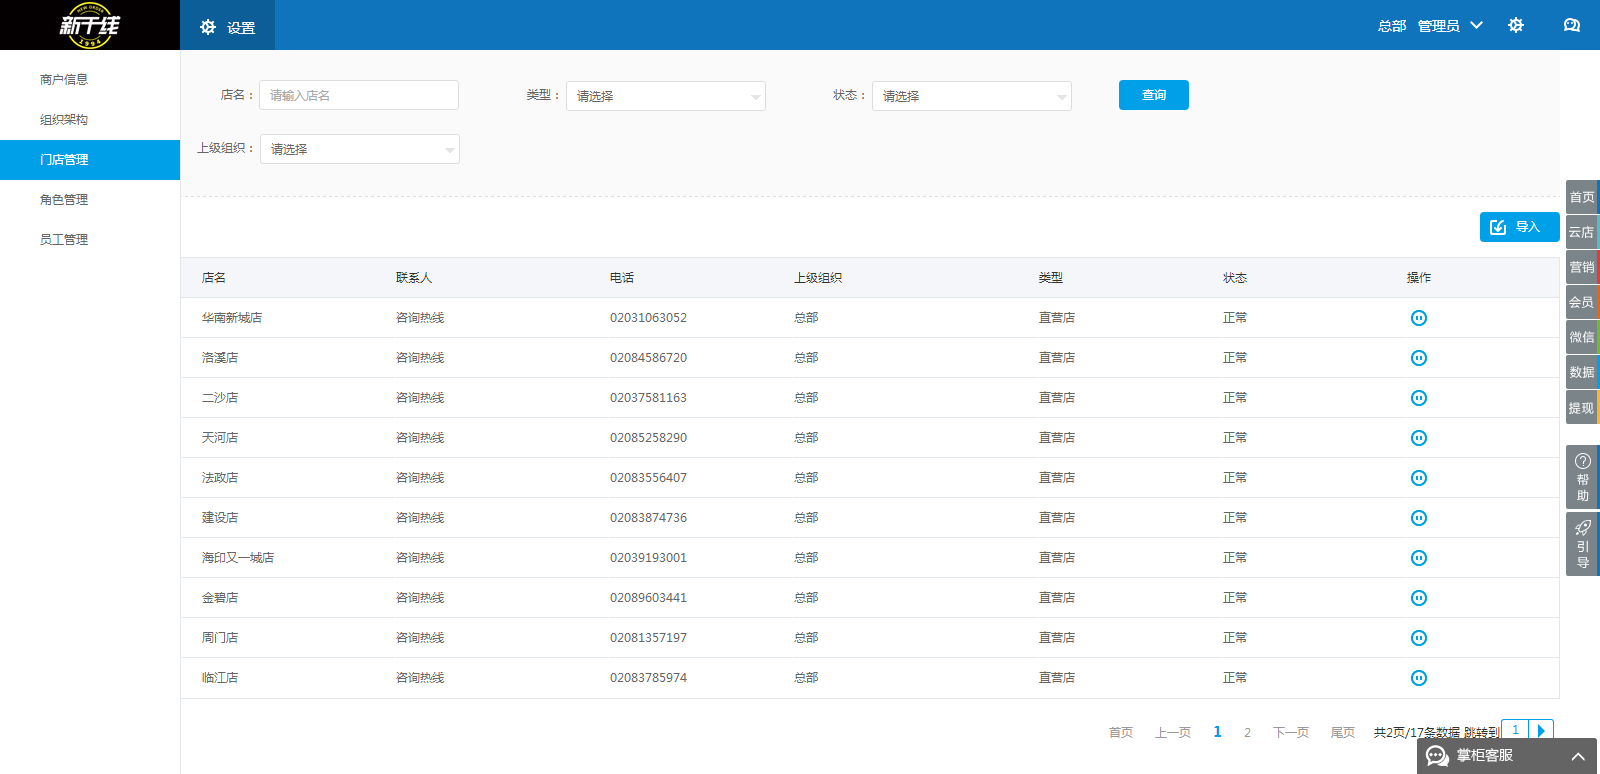 NEW ORDER
新干线
1994
设置
总部 管理员
商户信息
组织架构
门店管理
角色管理
员工管理
店名： 请输入店名 类型： 请选择 状态： 请选择 查询
上级组织： 请选择
导入
店名 联系人 电话 上级组织 类型 状态 操作
华南新城店 咨询热线 02031063052 总部 直营店 正常
洛溪店 咨询热线 02084586720 总部 直营店 正常
二沙店 咨询热线 02037581163 总部 直营店 正常
天河店 咨询热线 02085258290 总部 直营店 正常
法政店 咨询热线 02083556407 总部 直营店 正常
建设店 咨询热线 02083874736 总部 直营店 正常
海印又一城店 咨询热线 02039193001 总部 直营店 正常
金碧店 咨询热线 02089603441 总部 直营店 正常
周门店 咨询热线 02081357197 总部 直营店 正常
临江店 咨询热线 02083785974 总部 直营店 正常
首页 上一页 1 2 下一页 尾页 共2页/17条数据 跳转到 1
首页
云店
营销
会员
微信
数据
提现
帮助
引导
掌柜客服